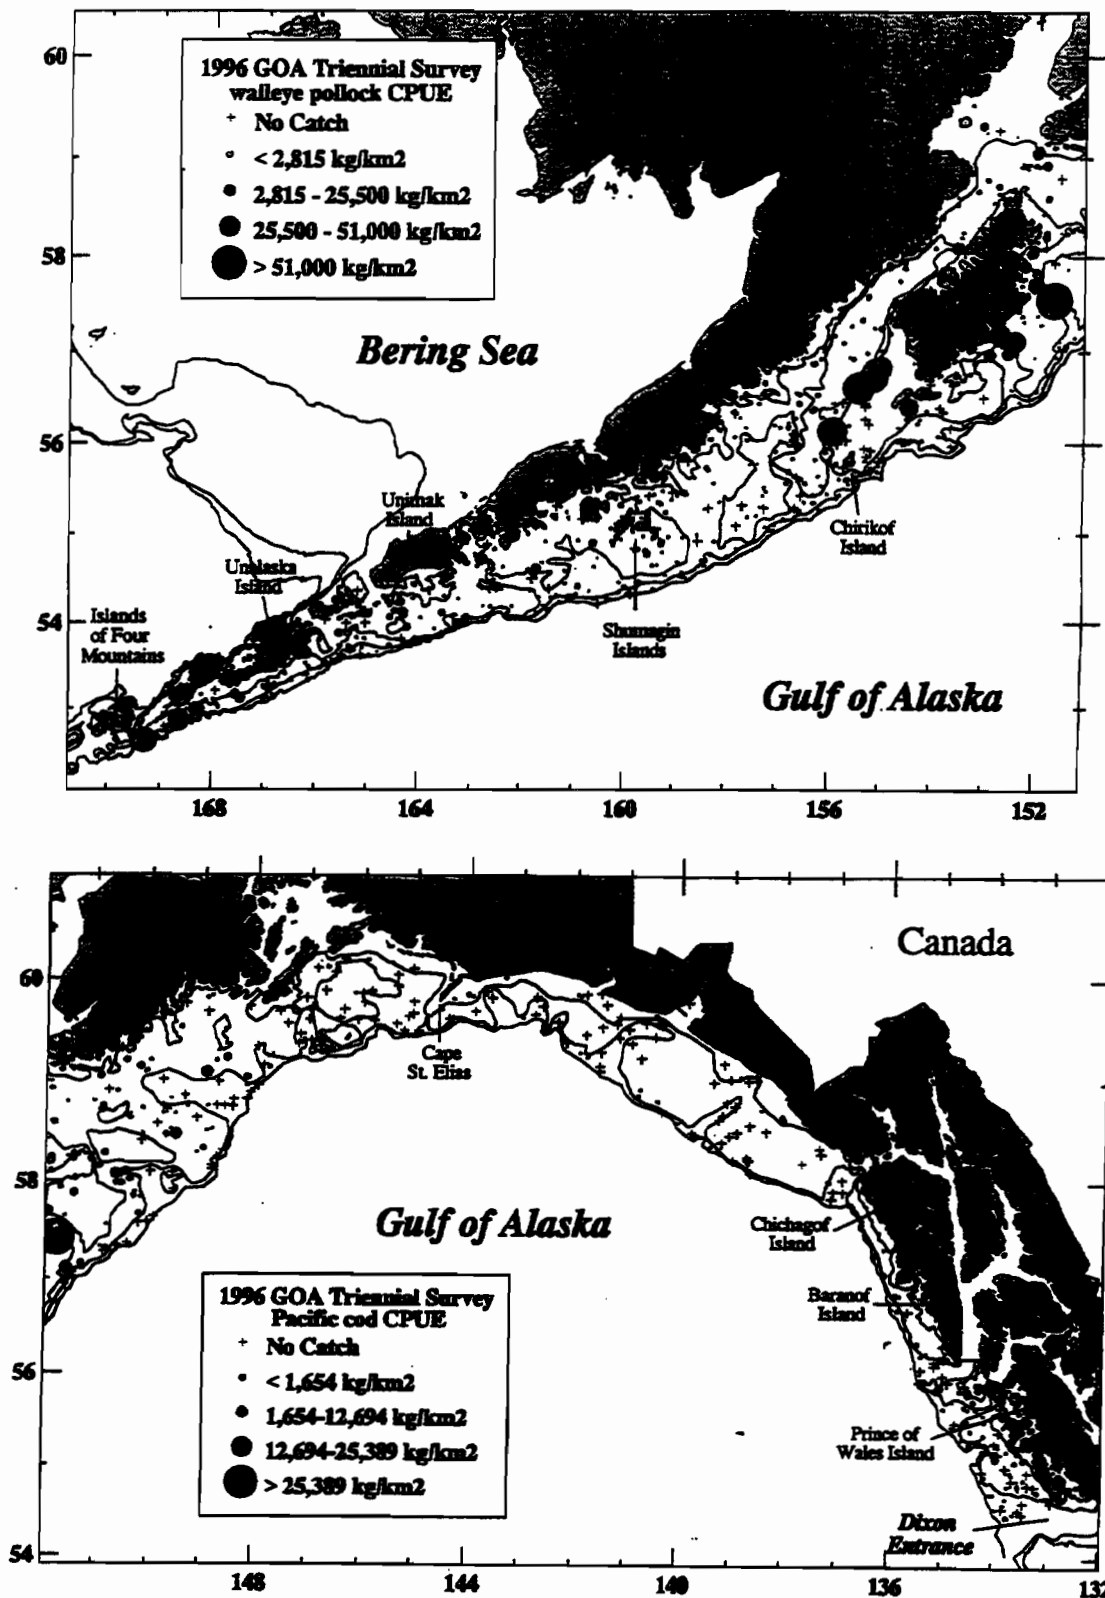 60
58
56
54
1996 GOA Triennial Survey
walleye pollock CPUE
+ No Catch
< 2,815 kg/km2
2,815 - 25,500 kg/km2
25,500 - 51,000 kg/km2
> 51,000 kg/km2
Bering Sea
Unimak
Island
Unalaska
Island
Islands
of Four
Mountains
Chirikof
Island
Shumagin
Islands
Gulf of Alaska
168
164
160
156
152
60
58
56
54
Canada
Cape
St. Elias
Gulf of Alaska
Chichagof
Island
Baranof
Island
Prince of
Wales Island
Dixon
Entrance
1996 GOA Triennial Survey
Pacific cod CPUE
+ No Catch
< 1,654 kg/km2
1,654-12,694 kg/km2
12,694-25,389 kg/km2
> 25,389 kg/km2
148
144
140
136
132